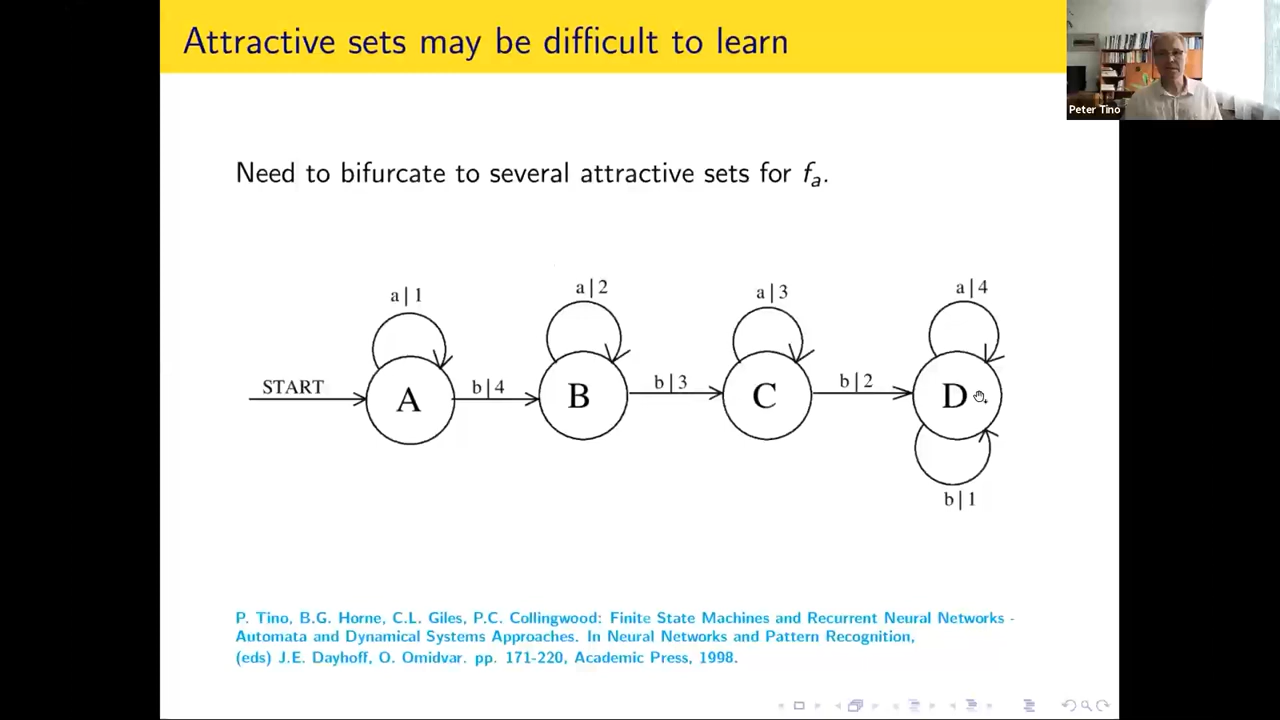 Attractive sets may be difficult to learn
Peter Tino
Need to bifurcate to several attractive sets for fₐ.
a|1
a|2
a|3
a|4
START
b|4
b|3
b|2
A
B
C
D
b|1
P. Tino, B.G. Horne, C.L. Giles, P.C. Collingwood: Finite State Machines and Recurrent Neural Networks -
Automata and Dynamical Systems Approaches. In Neural Networks and Pattern Recognition,
(eds) J.E. Dayhoff, O. Omidvar. pp. 171-220, Academic Press, 1998.